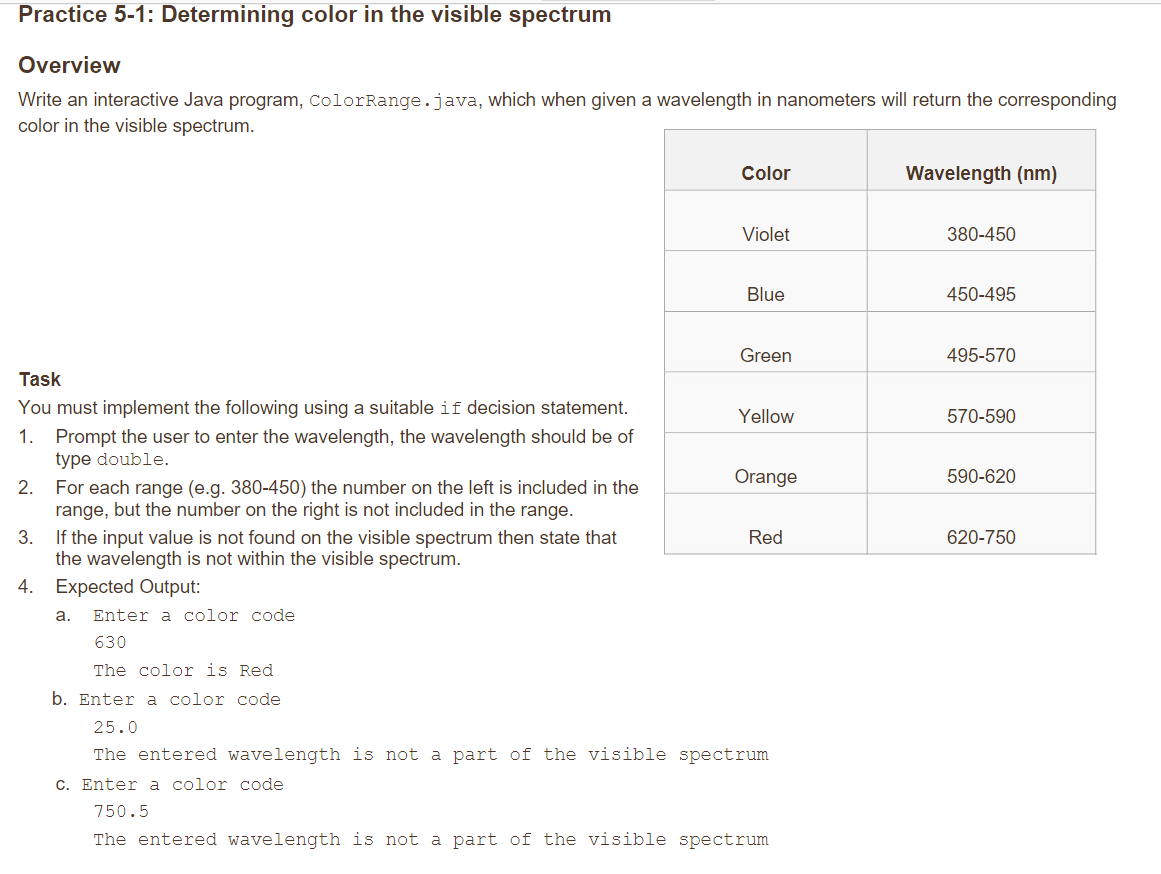 Practice 5-1: Determining color in the visible spectrum
Overview
Write an interactive Java program, ColorRange.java, which when given a wavelength in nanometers will return the corresponding
color in the visible spectrum.
Color Wavelength (nm)
Violet 380-450
Blue 450-495
Green 495-570
Yellow 570-590
Orange 590-620
Red 620-750
Task
You must implement the following using a suitable if decision statement.
1. Prompt the user to enter the wavelength, the wavelength should be of
type double.
2. For each range (e.g. 380-450) the number on the left is included in the
range, but the number on the right is not included in the range.
3. If the input value is not found on the visible spectrum then state that
the wavelength is not within the visible spectrum.
4. Expected Output:
a. Enter a color code
630
The color is Red
b. Enter a color code
25.0
The entered wavelength is not a part of the visible spectrum
c. Enter a color code
750.5
The entered wavelength is not a part of the visible spectrum